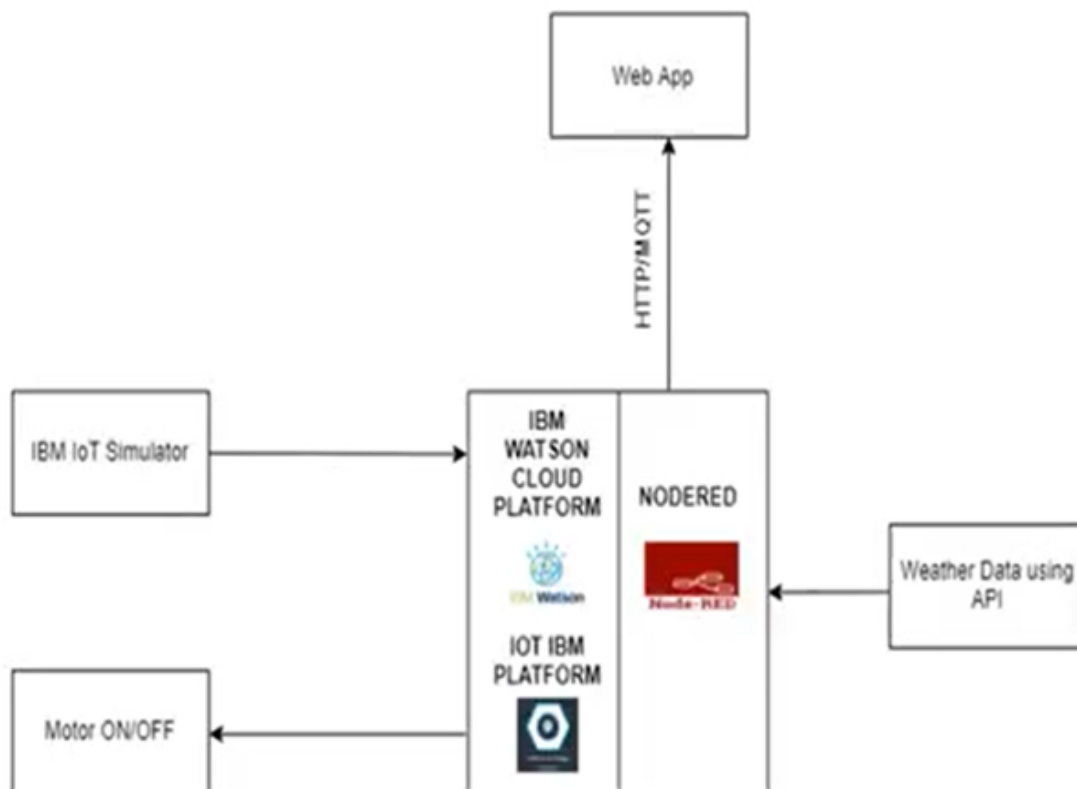 Web App
HTTP/MQTT
IBM IoT Simulator
IBM
WATSON
CLOUD
PLATFORM
NODERED
IBM Watson
Node-RED
Weather Data using
API
IOT IBM
PLATFORM
Motor ON/OFF